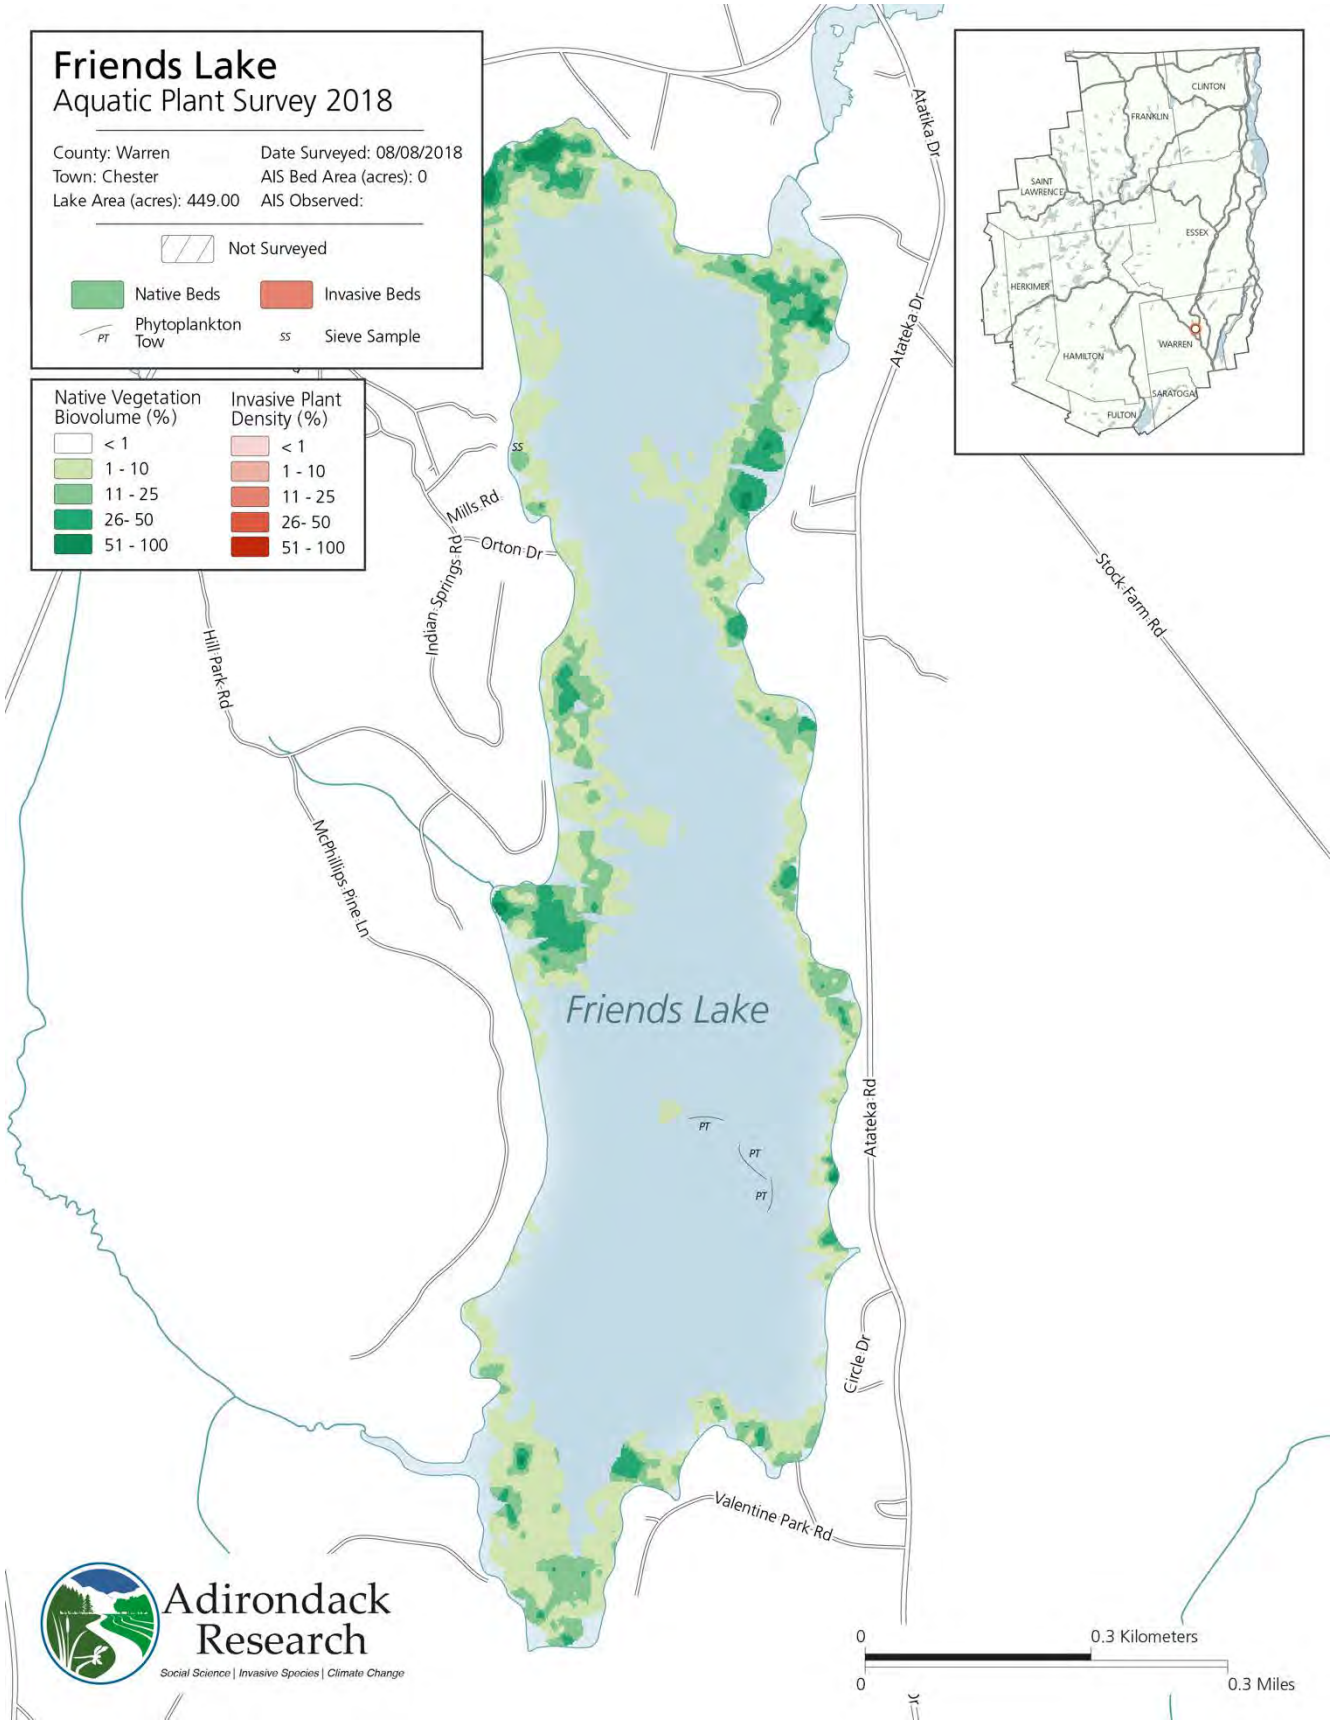 Friends Lake
Aquatic Plant Survey 2018
County: Warren
Date Surveyed: 08/08/2018
Town: Chester
AIS Bed Area (acres): 0
Lake Area (acres): 449.00
AIS Observed:
Not Surveyed
Native Beds
Invasive Beds
PT
Phytoplankton
Tow
SS
Sieve Sample
Native Vegetation
Biovolume (%)
< 1
1 - 10
11 - 25
26- 50
51 - 100
Invasive Plant
Density (%)
< 1
1 - 10
11 - 25
26- 50
51 - 100
CLINTON
FRANKLIN
SAINT
LAWRENCE
ESSEX
HERKIMER
HAMILTON
WARREN
SARATOGA
FULTON
Atatika Dr
Atateka Dr
SS
Mills Rd
Orton Dr
Indian Springs Rd
Stock Farm Rd
Hill Park Rd
McPhillips Pine Ln
Friends Lake
PT
PT
PT
Atateka Rd
Circle Dr
Valentine Park Rd
Adirondack
Research
Social Science | Invasive Species | Climate Change
0
0.3 Kilometers
0
0.3 Miles